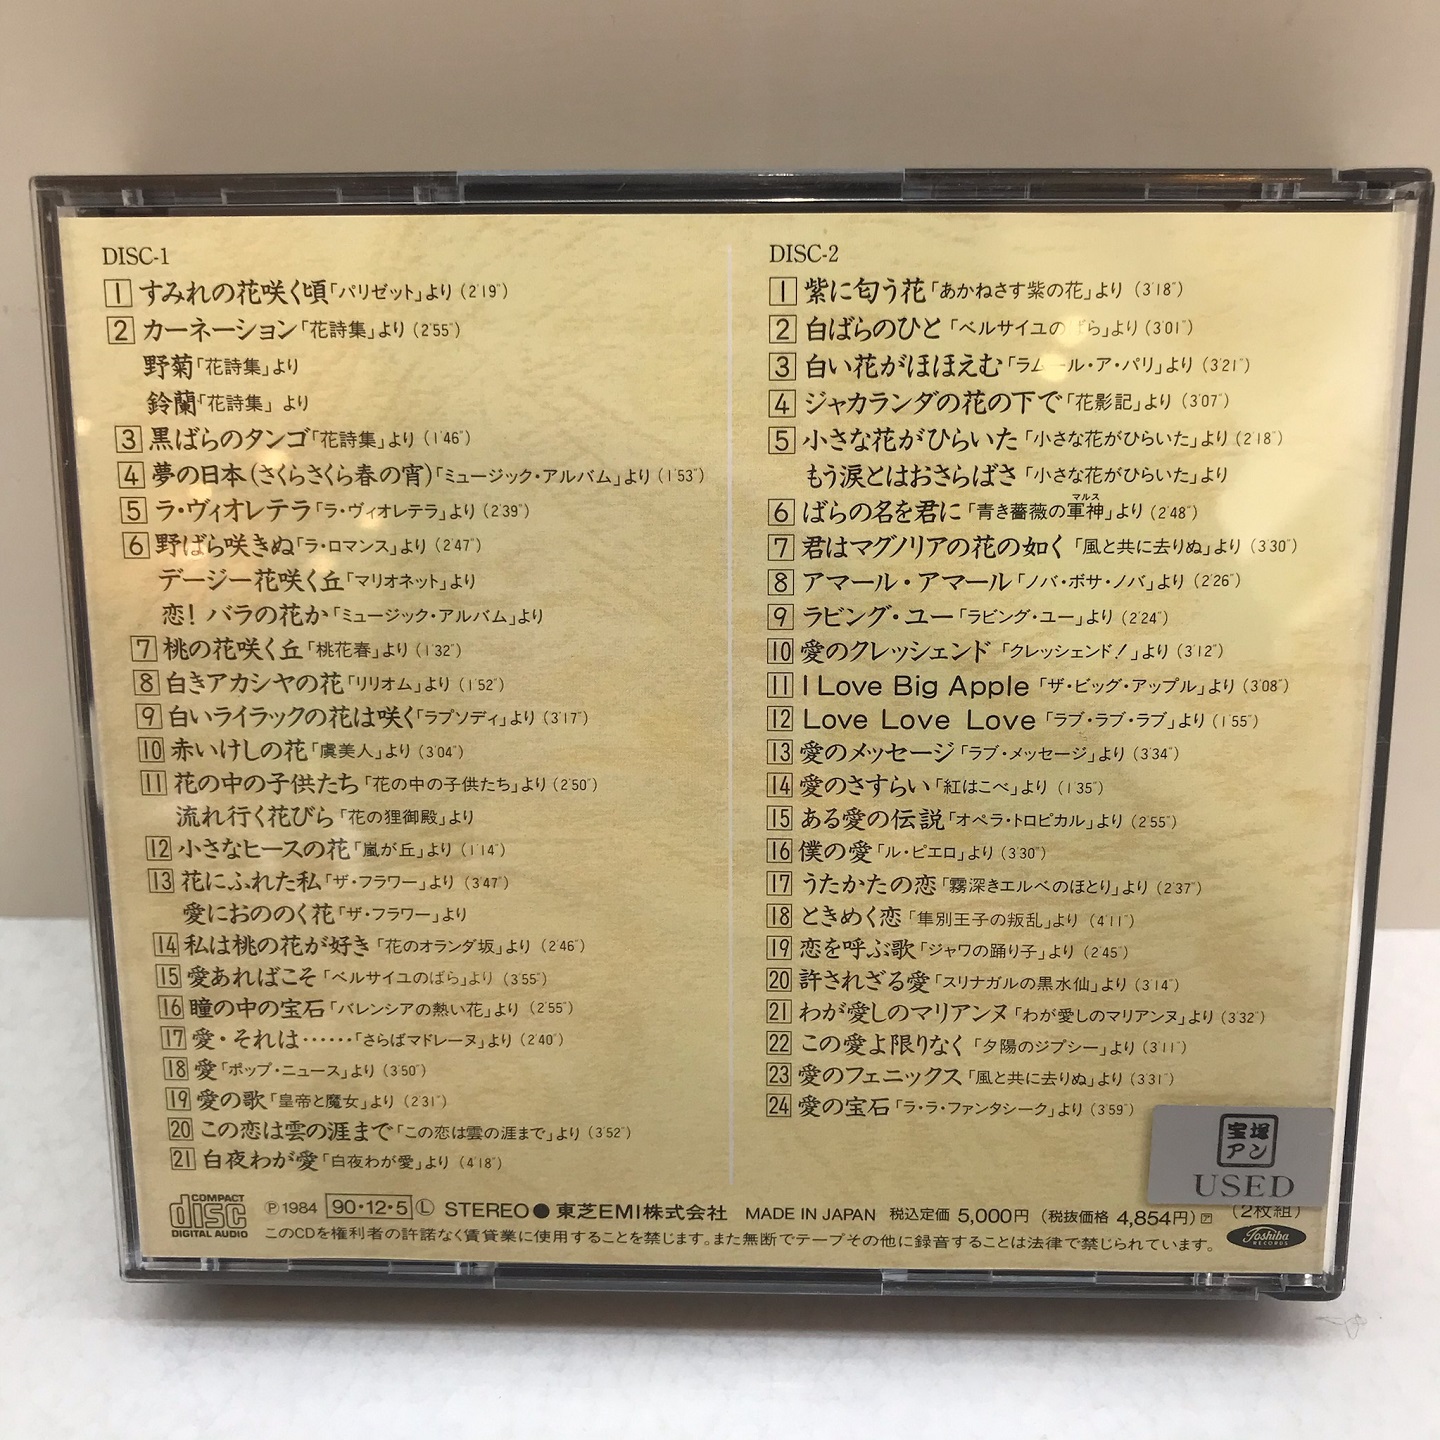 DISC-1
1 すみれの花咲く頃「パリゼット」より(2'19")
2 カーネーション「花詩集」より(2'55")
野菊「花詩集」より
鈴蘭「花詩集」より
3 黒ばらのタンゴ「花詩集」より(1'46")
4 夢の日本(さくらさくら春の宵)「ミュージック・アルバム」より(1'53")
5 ラ・ヴィオレテラ「ラ・ヴィオレテラ」より(2'39")
6 野ばら咲きぬ「ラ・ロマンス」より(2'47")
デージー花咲く丘「マリオネット」より
恋!バラの花か「ミュージック・アルバム」より
7 桃の花咲く丘「桃花春」より(1'32")
8 白きアカシヤの花「リリオム」より(1'52")
9 白いライラックの花は咲く「ラプソディ」より(3'17")
10 赤いけしの花「虞美人」より(3'04")
11 花の中の子供たち「花の中の子供たち」より(2'50")
流れ行く花びら「花の狸御殿」より
12 小さなヒースの花「嵐が丘」より(1'14")
13 花にふれた私「ザ・フラワー」より(3'47")
愛におののく花「ザ・フラワー」より
14 私は桃の花が好き「花のオランダ坂」より(2'46")
15 愛あればこそ「ベルサイユのばら」より(3'55")
16 瞳の中の宝石「バレンシアの熱い花」より(2'55")
17 愛・それは……「さらばマドレーヌ」より(2'40")
18 愛「ポップ・ニュース」より(3'50")
19 愛の歌「皇帝と魔女」より(2'31")
20 この恋は雲の涯まで「この恋は雲の涯まで」より(3'52")
21 白夜わが愛「白夜わが愛」より(4'18")
DISC-2
1 紫に匂う花「あかねさす紫の花」より(3'18")
2 白ばらのひと「ベルサイユの ら」より(3'01")
3 白い花がほほえむ「ラム ール・ア・パリ」より(3'21")
4 ジャカランダの花の下で「花影記」より(3'07")
5 小さな花がひらいた「小さな花がひらいた」より(2'18")
もう涙とはおさらばさ「小さな花がひらいた」より
6 ばらの名を君に「青き薔薇の軍神マルス」より(2'48")
7 君はマグノリアの花の如く「風と共に去りぬ」より(3'30")
8 アマール・アマール「ノバ・ボサ・ノバ」より(2'26")
9 ラビング・ユー「ラビング・ユー」より(2'24")
10 愛のクレッシェンド「クレッシェンド!」より(3'12")
11 I Love Big Apple「ザ・ビッグ・アップル」より(3'08")
12 Love Love Love「ラブ・ラブ・ラブ」より(1'55")
13 愛のメッセージ「ラブ・メッセージ」より(3'34")
14 愛のさすらい「紅はこべ」より(1'35")
15 ある愛の伝説「オペラ・トロピカル」より(2'55")
16 僕の愛「ル・ピエロ」より(3'30")
17 うたかたの恋「霧深きエルベのほとり」より(2'37")
18 ときめく恋「隼別王子の叛乱」より(4'11")
19 恋を呼ぶ歌「ジャワの踊り子」より(2'45")
20 許されざる愛「スリナガルの黒水仙」より(3'14")
21 わが愛しのマリアンヌ「わが愛しのマリアンヌ」より(3'32")
22 この愛よ限りなく「夕陽のジプシー」より(3'11")
23 愛のフェニックス「風と共に去りぬ」より(3'31")
24 愛の宝石「ラ・ラ・ファンタシーク」より(3'59")
宝塚
アン
USED
COMPACT
disc
DIGITAL AUDIO
Ⓟ1984 90・12・5 Ⓛ STEREO● 東芝EMI株式会社 MADE IN JAPAN 税込定価 5,000円(税抜価格 4,854円) (2枚組)
このCDを権利者の許諾なく賃貸業に使用することを禁じます。また無断でテープその他に録音することは法律で禁じられています。
Toshiba
RECORDS